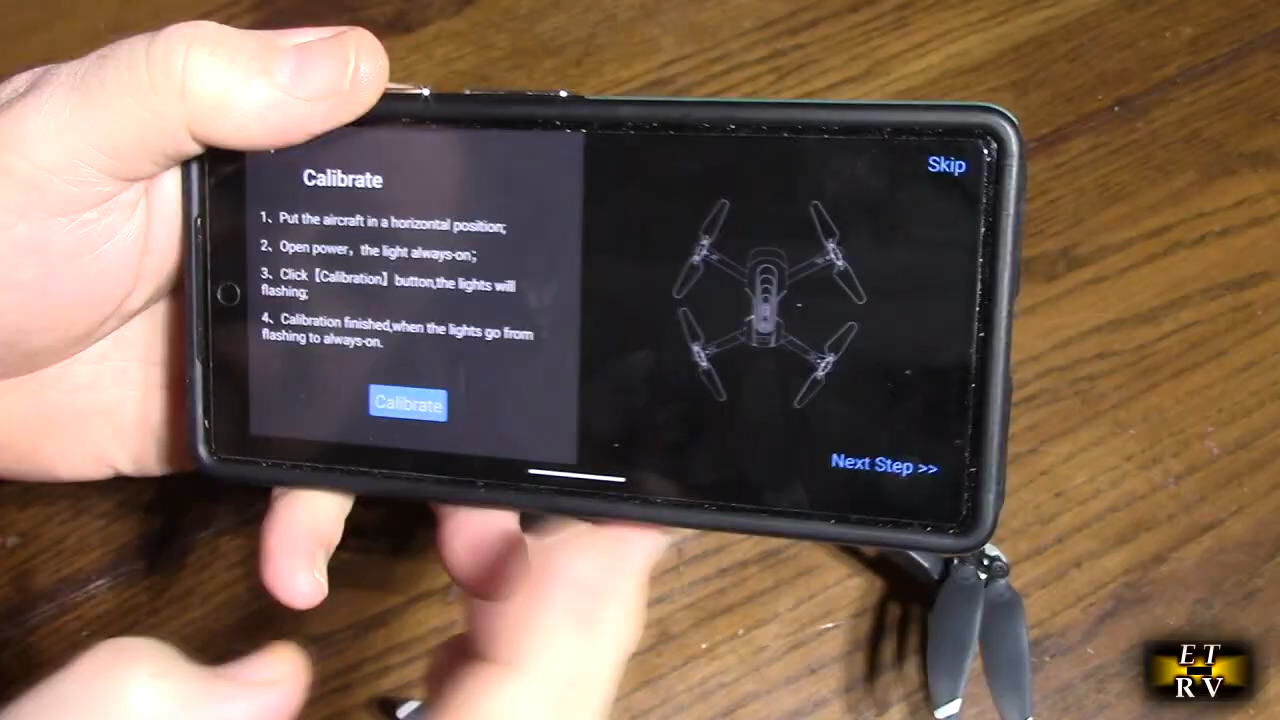 Calibrate
1、Put the aircraft in a horizontal position;
2、Open power，the light always-on；
3、Click【Calibration】button,the lights will
flashing;
4、Calibration finished,when the lights go from
flashing to always-on.
Calibrate
Skip
Next Step >>
ET
RV